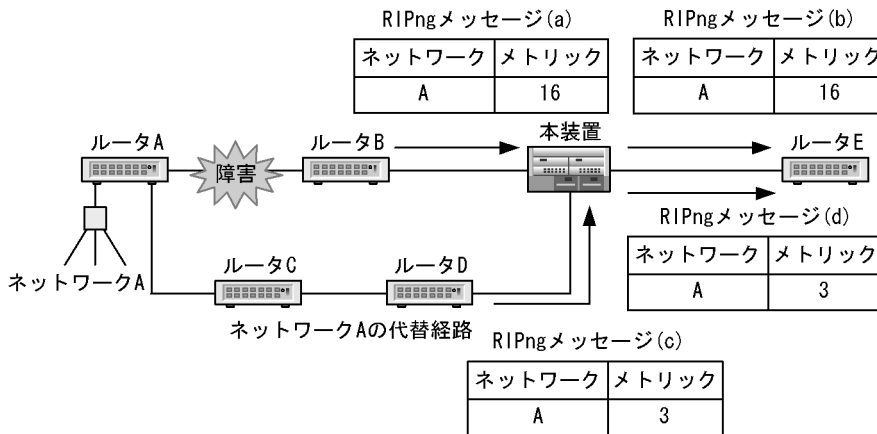 RIPngメッセージ(a)
ネットワーク メトリック
A 16
RIPngメッセージ(b)
ネットワーク メトリック
A 16
ルータA
障害
ルータB
本装置
ルータE
ネットワークA
ルータC
ルータD
ネットワークAの代替経路
RIPngメッセージ(d)
ネットワーク メトリック
A 3
RIPngメッセージ(c)
ネットワーク メトリック
A 3